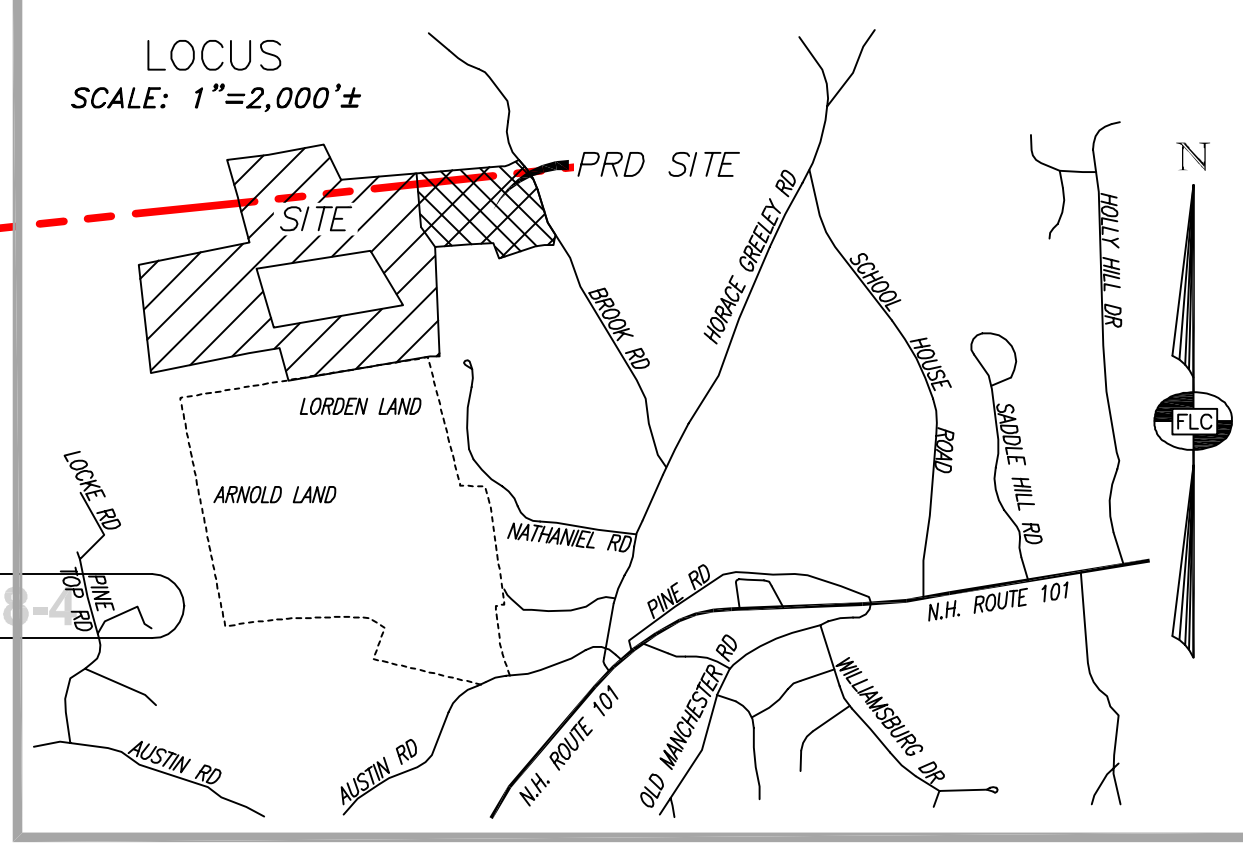 LOCUS
SCALE: 1"=2,000'±
PRD SITE
N
SITE
HOLLY HILL DR
HORACE GREELEY RD
SCHOOL
HOUSE
ROAD
BROOK RD
FLC
LORDEN LAND
SADDLE HILL RD
LOCKE RD
ARNOLD LAND
NATHANIEL RD
PINE RD
8-4
PINE
TOP RD
N.H. ROUTE 101
WILLIAMSBURG DR
OLD MANCHESTER RD
N.H. ROUTE 101
AUSTIN RD
AUSTIN RD